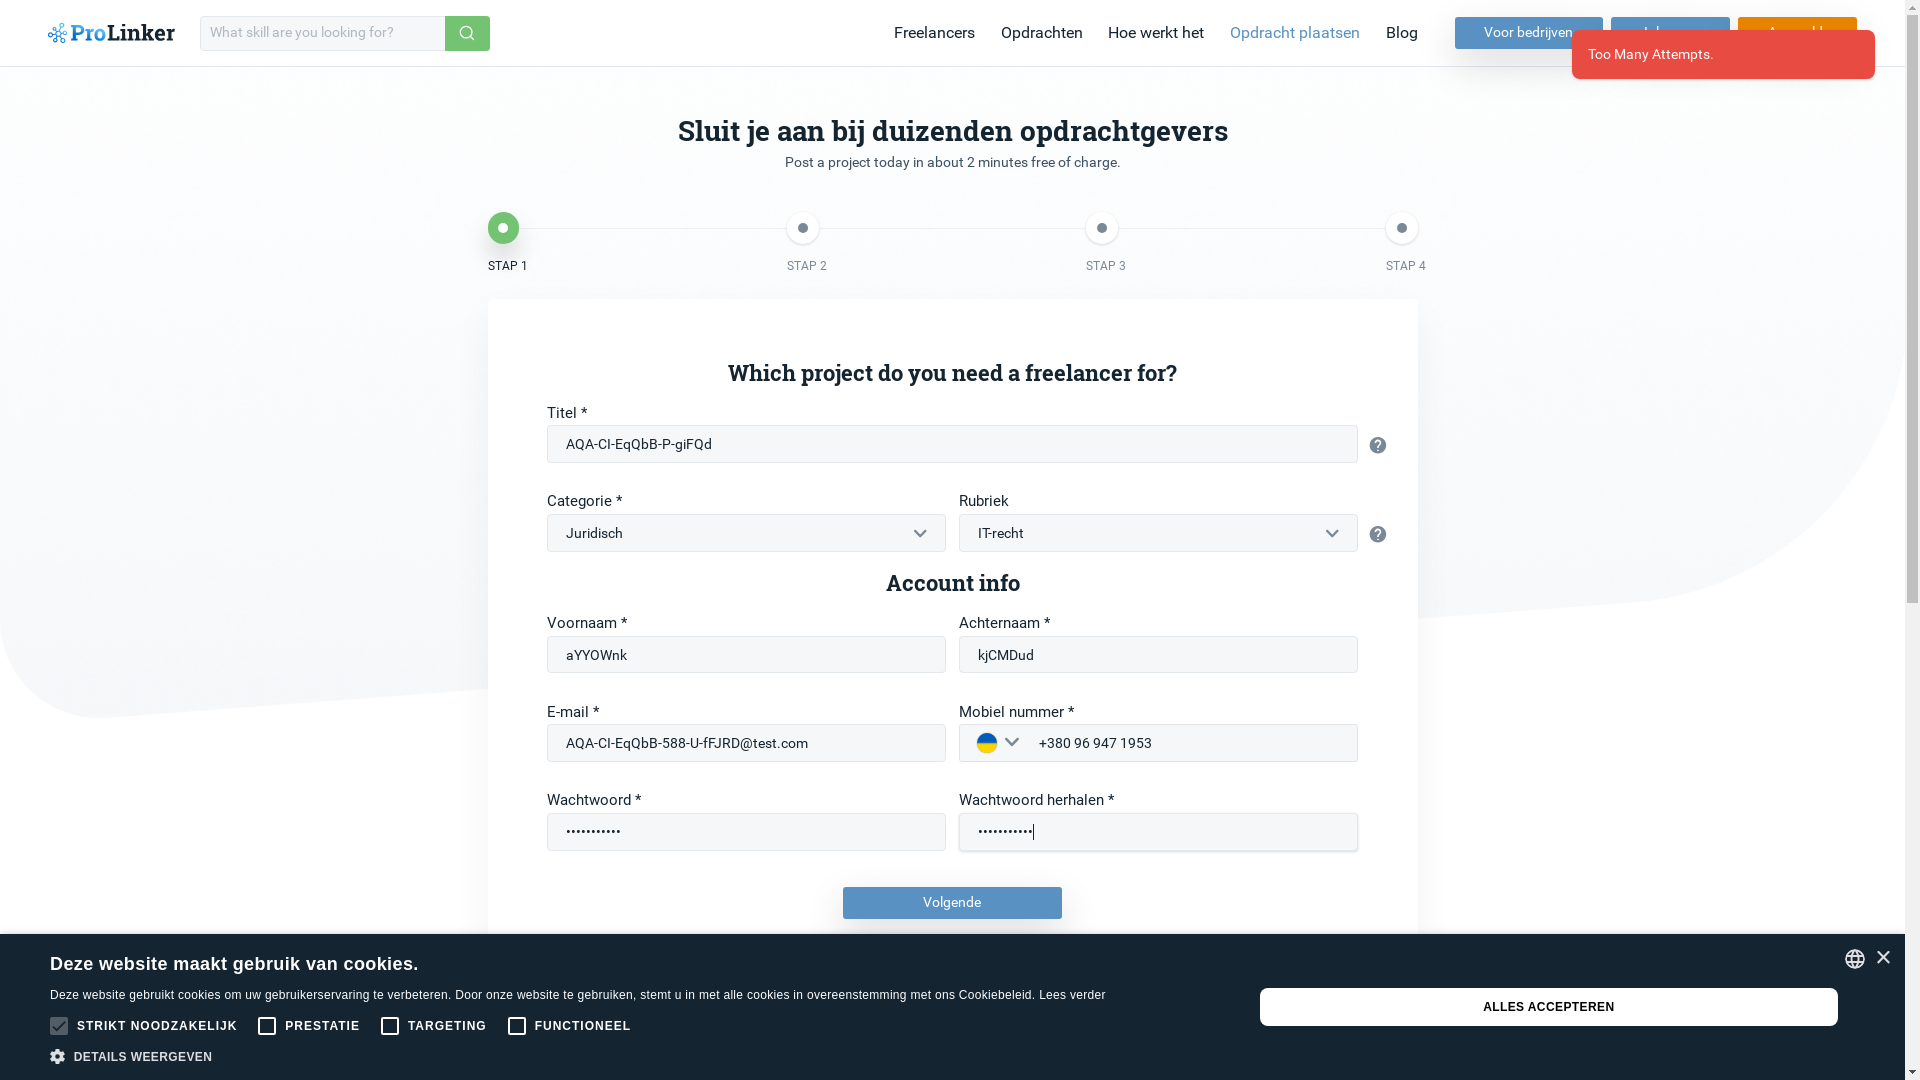 ProLinker
What skill are you looking for?
Freelancers
Opdrachten
Hoe werkt het
Opdracht plaatsen
Blog
Voor bedrijven
Too Many Attempts.
Sluit je aan bij duizenden opdrachtgevers
Post a project today in about 2 minutes free of charge.
STAP 1
STAP 2
STAP 3
STAP 4
Which project do you need a freelancer for?
Titel *
AQA-CI-EqQbB-P-giFQd
Categorie *
Rubriek
Juridisch
IT-recht
Account info
Voornaam *
Achternaam *
aYYOWnk
kjCMDud
E-mail *
Mobiel nummer *
AQA-CI-EqQbB-588-U-fFJRD@test.com
+380 96 947 1953
Wachtwoord *
Wachtwoord herhalen *
•••••••••••
•••••••••••
Volgende
Deze website maakt gebruik van cookies.
Deze website gebruikt cookies om uw gebruikerservaring te verbeteren. Door onze website te gebruiken, stemt u in met alle cookies in overeenstemming met ons Cookiebeleid. Lees verder
STRIKT NOODZAKELIJK
PRESTATIE
TARGETING
FUNCTIONEEL
DETAILS WEERGEVEN
ALLES ACCEPTEREN